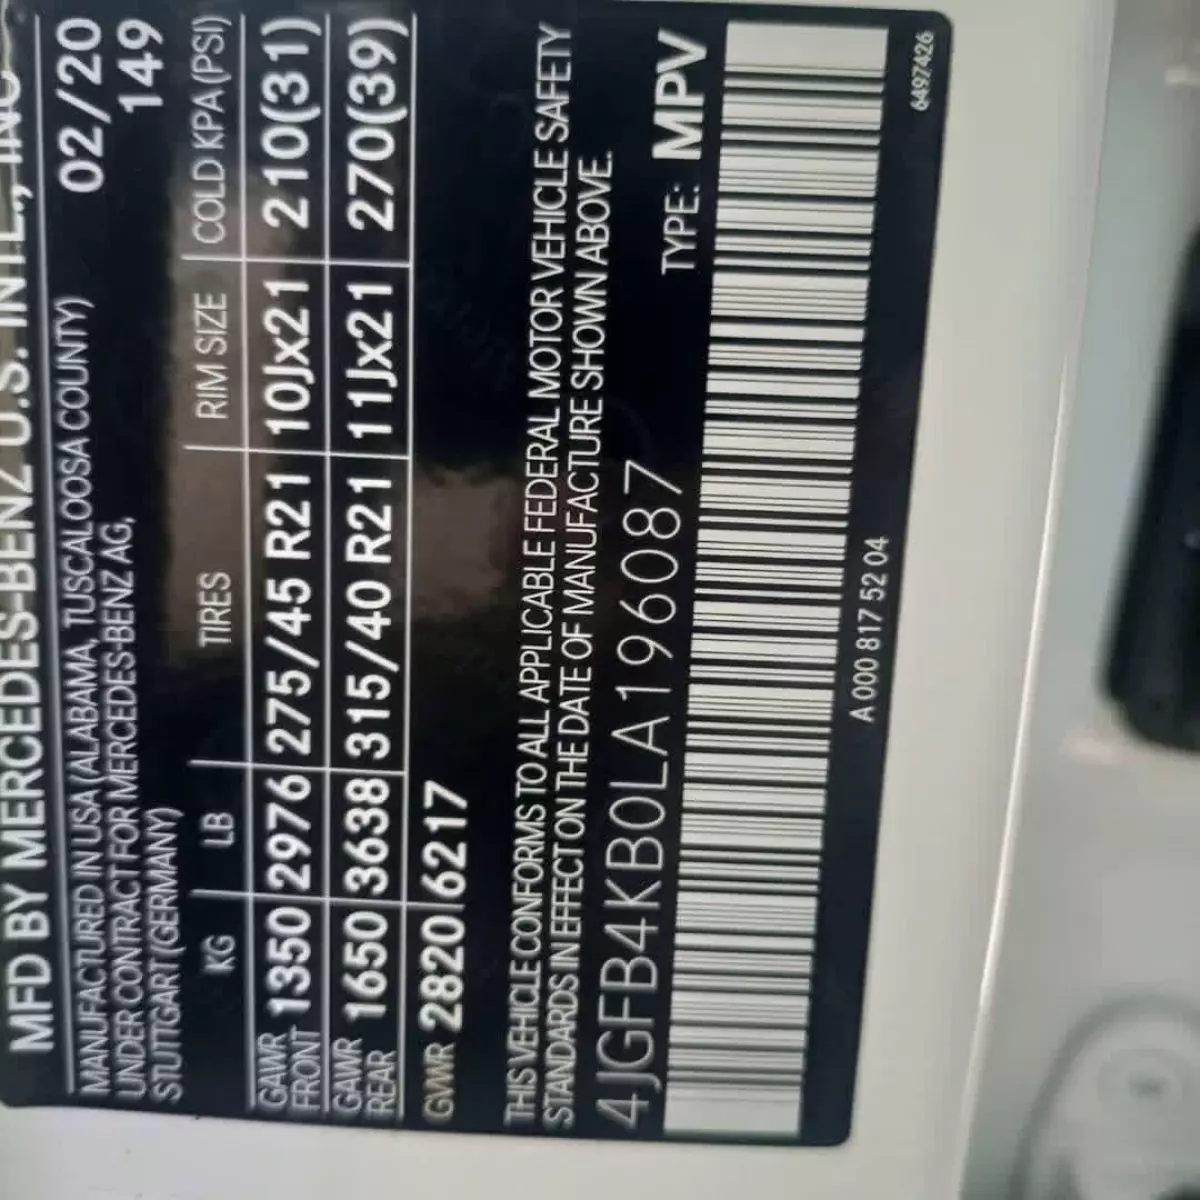 MFD BY MERCEDES-BENZ U.S. INTL., INC
MANUFACTURED IN USA (ALABAMA, TUSCALOOSA COUNTY) 02/20
UNDER CONTRACT FOR MERCEDES-BENZ AG, 149
STUTTGART (GERMANY)
KG LB TIRES RIM SIZE COLD KPA (PSI)
GAWR FRONT 1350 2976 275/45 R21 10Jx21 210(31)
GAWR REAR 1650 3638 315/40 R21 11Jx21 270(39)
GVWR 2820 6217
THIS VEHICLE CONFORMS TO ALL APPLICABLE FEDERAL MOTOR VEHICLE SAFETY
STANDARDS IN EFFECT ON THE DATE OF MANUFACTURE SHOWN ABOVE.
4JGFB4KB0LA196087 TYPE: MPV
A 000 817 52 04
6497426